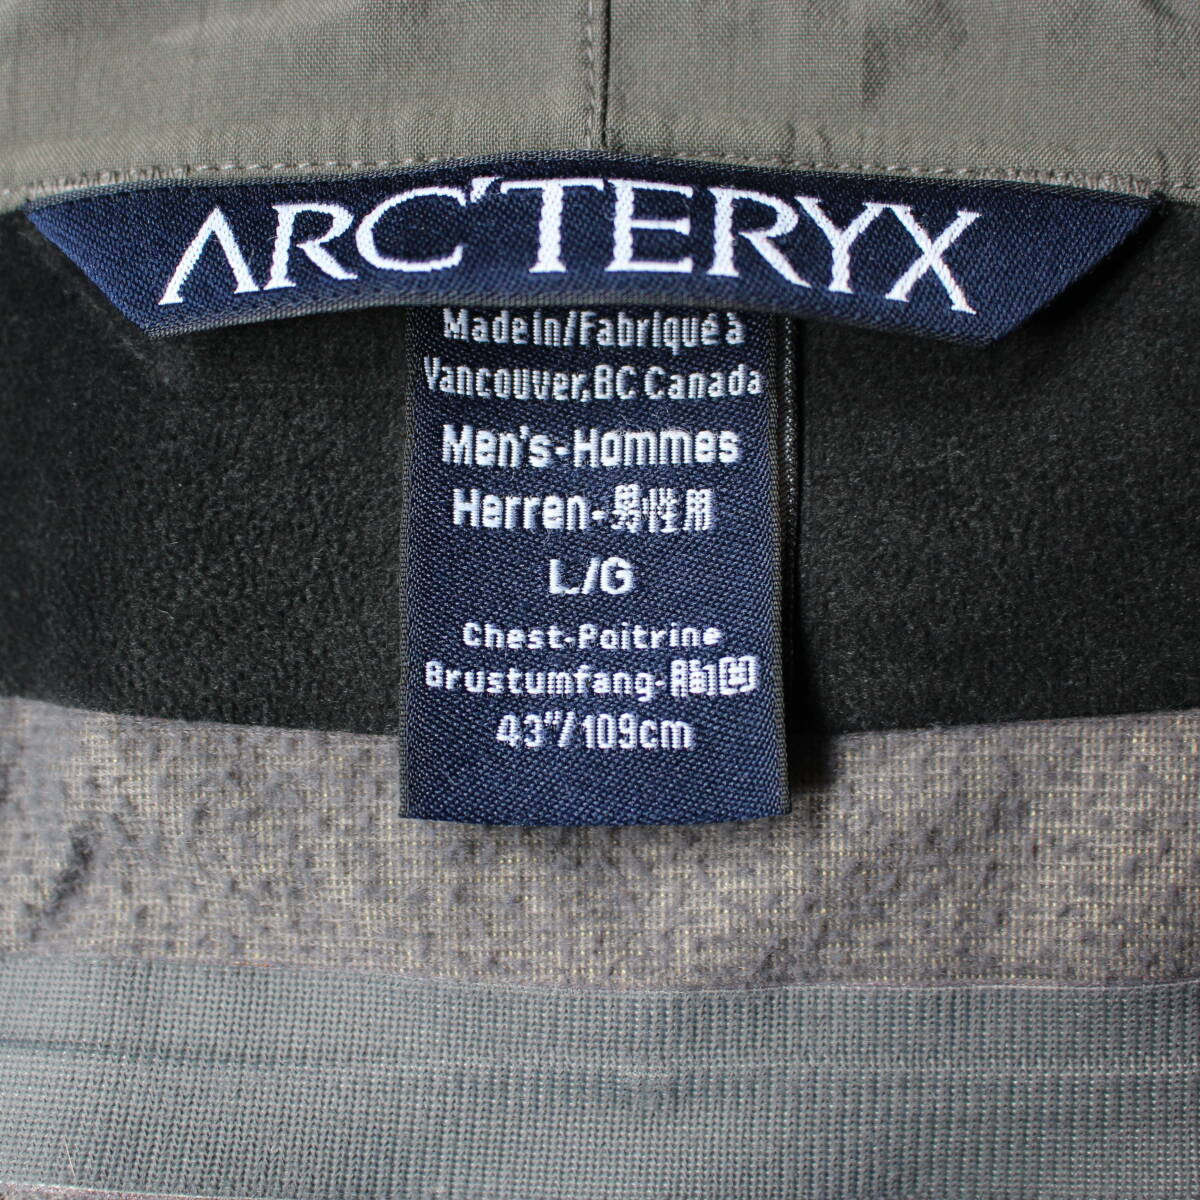 ARC'TERYX
Made in/Fabriqué à
Vancouver, BC Canada
Men's-Hommes
Herren-男性用
L/G
Chest-Poitrine
Brustumfang-胸囲
43"/109cm